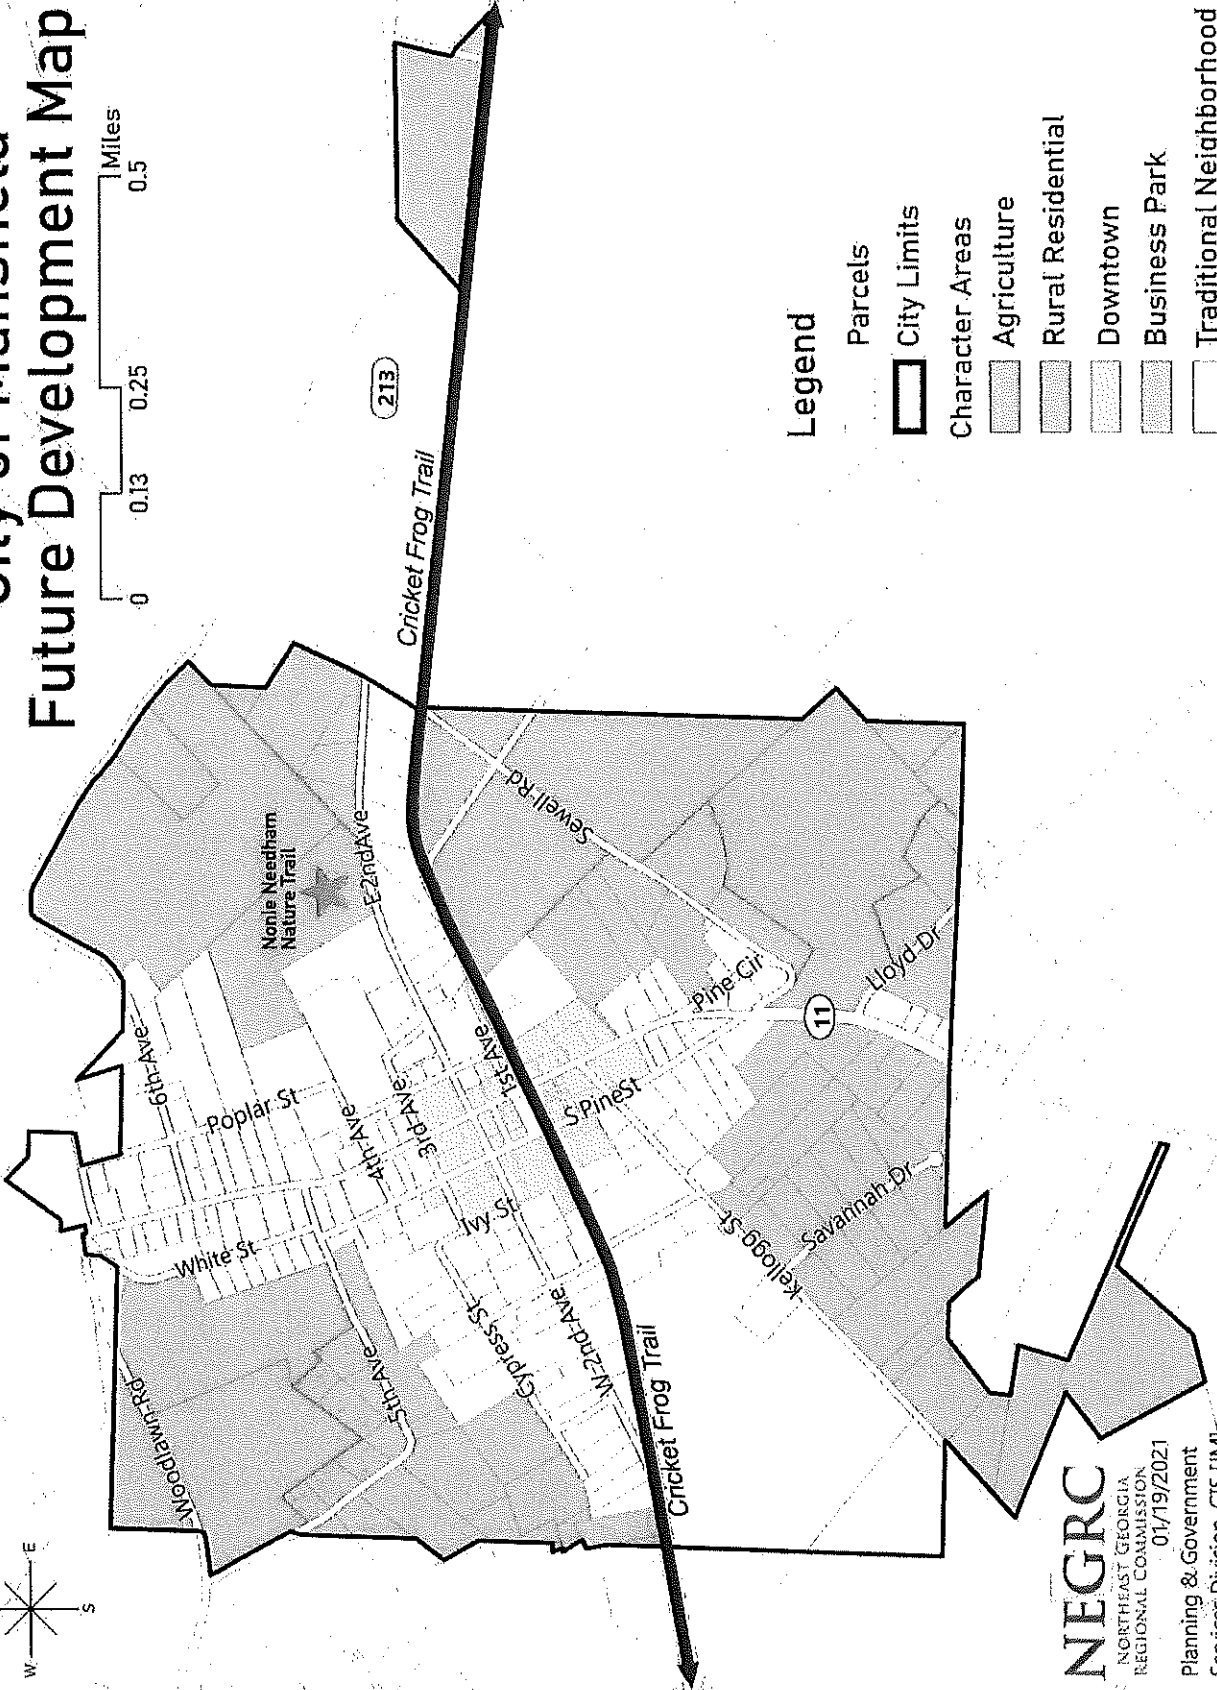 Future Development Map
0
0.13
0.25
0.5
Miles
W
E
S
213
Cricket Frog Trail
Nonie Needham
Nature Trail
Woodlawn Rd
White St
Poplar St
6th Ave
5th Ave
4th Ave
3rd Ave
E 2nd Ave
1st Ave
Ivy St
Cypress St
W 2nd Ave
Cricket Frog Trail
S Pine St
Kellogg St
Savannah Dr
Pine Cir
Sewell Rd
Lloyd Dr
11
Legend
Parcels
City Limits
Character Areas
Agriculture
Rural Residential
Downtown
Business Park
Traditional Neighborhood
NEGRC
NORTHEAST GEORGIA
REGIONAL COMMISSION
01/19/2021
Planning & Government